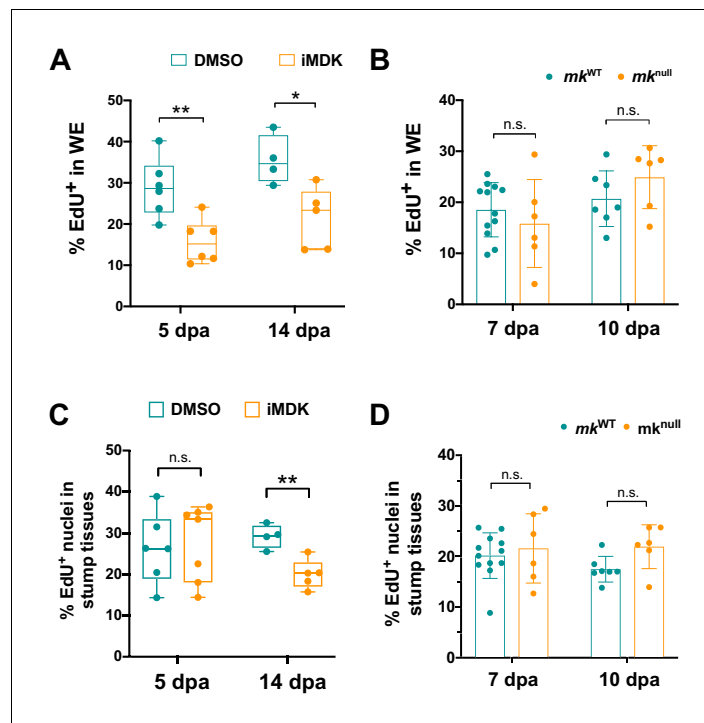 A
DMSO iMDK
% EdU+ in WE
50
40
30
20
10
0
** *
5 dpa 14 dpa
B
mkWT mknull
% EdU+ in WE
40
30
20
10
0
n.s. n.s.
7 dpa 10 dpa
C
DMSO iMDK
% EdU+ nuclei in
stump tissues
50
40
30
20
10
0
n.s. **
5 dpa 14 dpa
D
mkWT mknull
% EdU+ nuclei in
stump tissues
40
30
20
10
0
n.s. n.s.
7 dpa 10 dpa